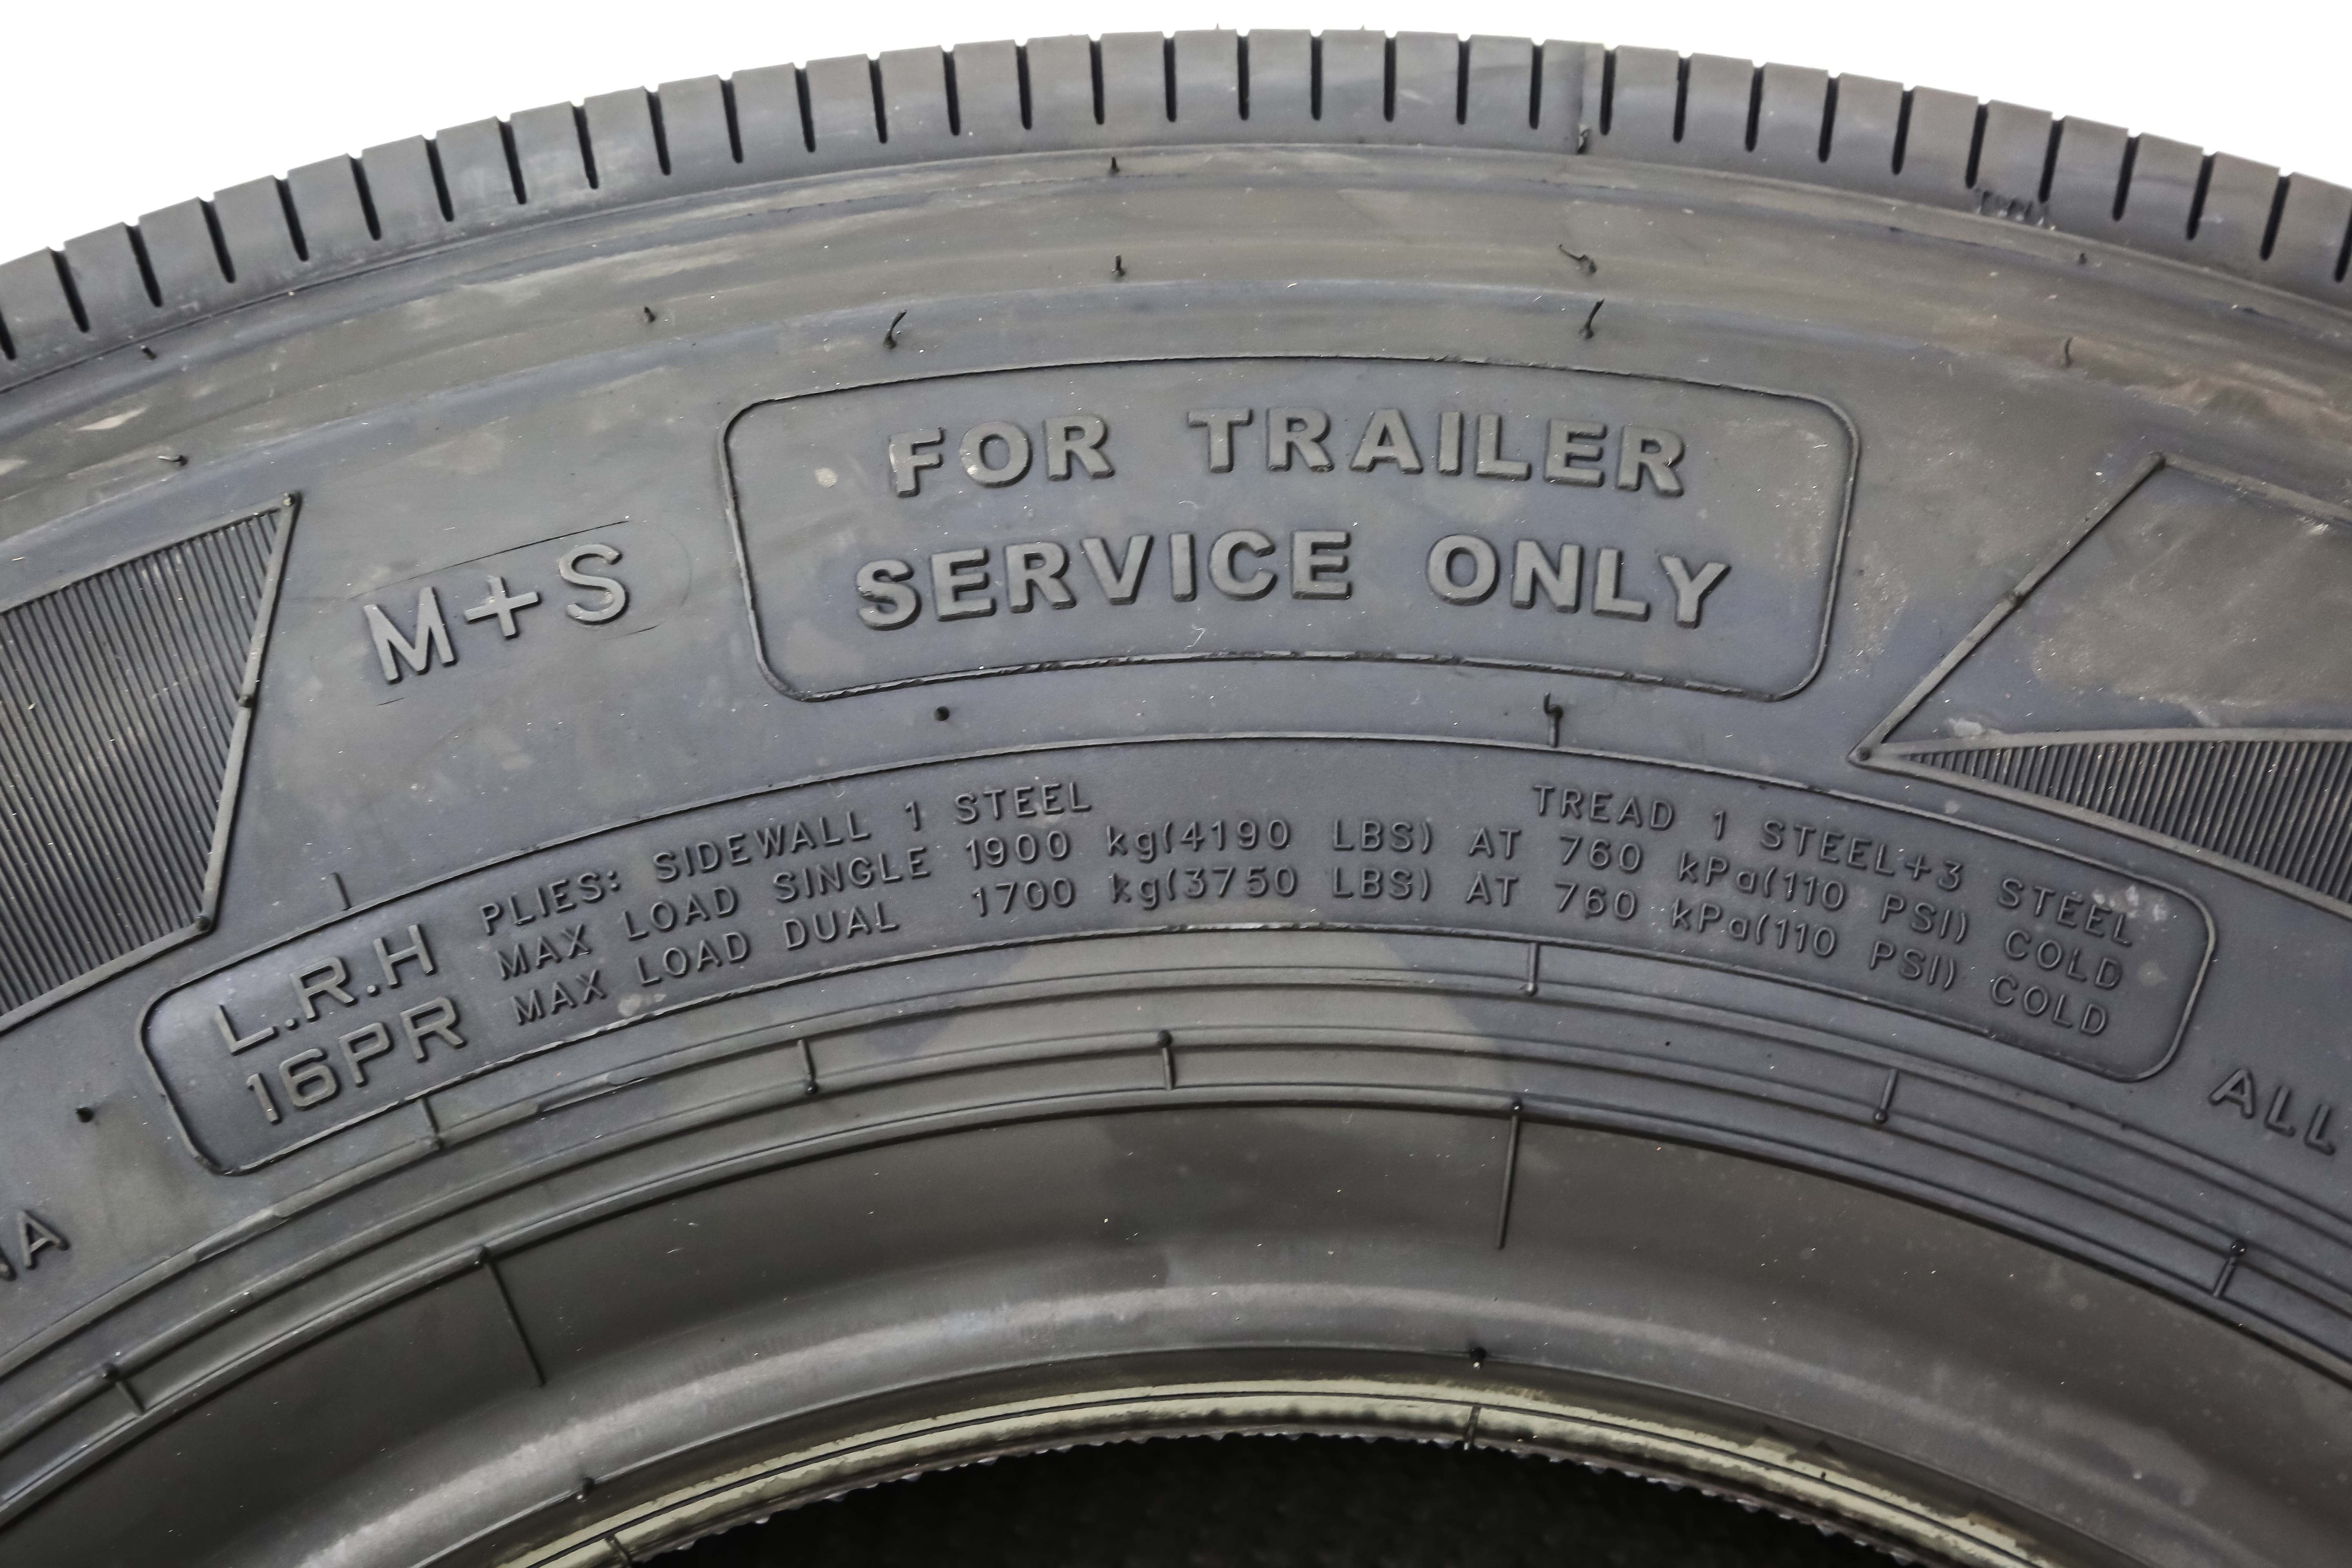 FOR TRAILER
SERVICE ONLY
M+S
L.R.H
16PR
PLIES: SIDEWALL 1 STEEL TREAD 1 STEEL+3 STEEL
MAX LOAD SINGLE 1900 kg(4190 LBS) AT 760 kPa(110 PSI) COLD
MAX LOAD DUAL 1700 kg(3750 LBS) AT 760 kPa(110 PSI) COLD
ALL